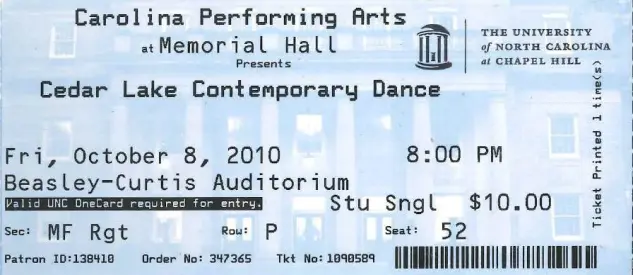 Carolina Performing Arts
at Memorial Hall
Presents
THE UNIVERSITY
of NORTH CAROLINA
at CHAPEL HILL
Cedar Lake Contemporary Dance
Fri, October 8, 2010 8:00 PM
Beasley-Curtis Auditorium
Valid UNC OneCard required for entry. Stu Sngl $10.00
Sec: MF Rgt Row: P Seat: 52
Patron ID:138410 Order No: 347365 Tkt No: 1090589
Ticket Printed 1 time(s)